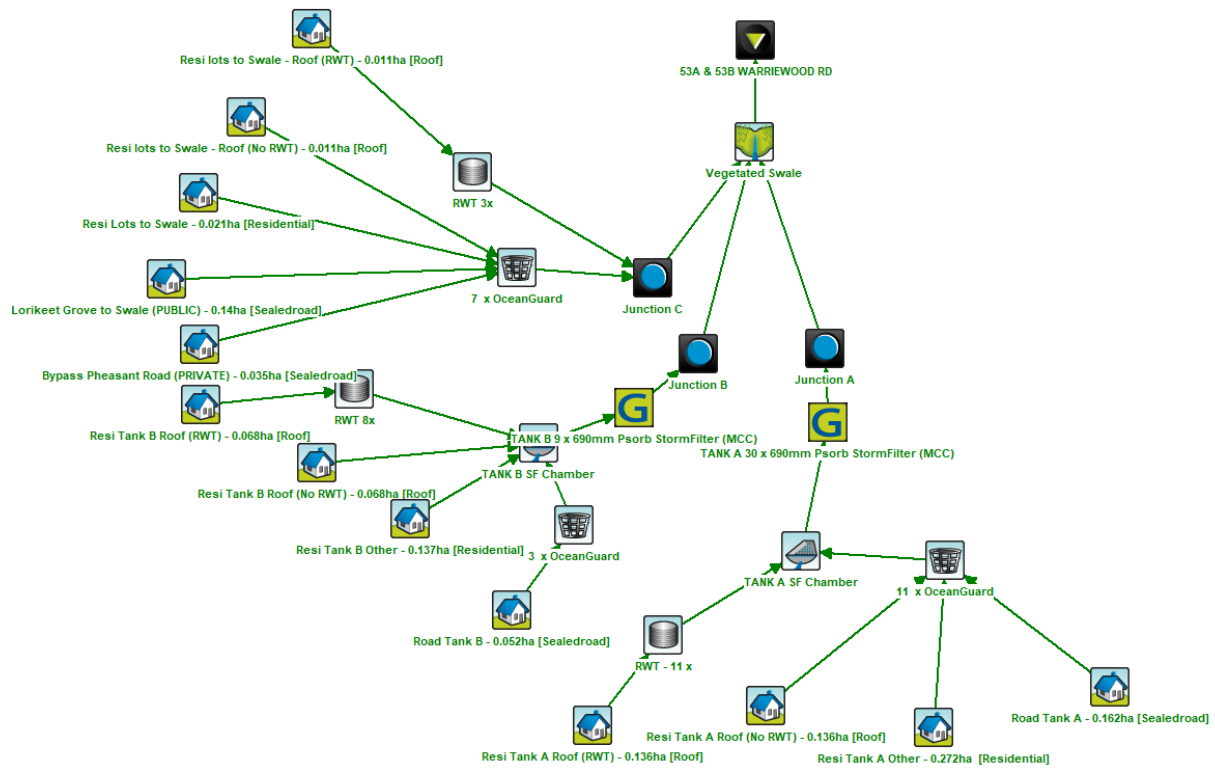 Resi lots to Swale - Roof (RWT) - 0.011ha [Roof]
53A & 53B WARRIEWOOD RD
Resi lots to Swale - Roof (No RWT) - 0.011ha [Roof]
Vegetated Swale
RWT 3x
Resi Lots to Swale - 0.021ha [Residential]
7 x OceanGuard
Lorikeet Grove to Swale (PUBLIC) - 0.14ha [Sealedroad]
Junction C
Bypass Pheasant Road (PRIVATE) - 0.035ha [Sealedroad]
Junction B
Junction A
RWT 8x
Resi Tank B Roof (RWT) - 0.068ha [Roof]
G
TANK B 9 x 690mm Psorb StormFilter (MCC)
G
TANK A 30 x 690mm Psorb StormFilter (MCC)
TANK B SF Chamber
Resi Tank B Roof (No RWT) - 0.068ha [Roof]
Resi Tank B Other - 0.137ha [Residential]
3 x OceanGuard
TANK A SF Chamber
11 x OceanGuard
Road Tank B - 0.052ha [Sealedroad]
RWT - 11 x
Road Tank A - 0.162ha [Sealedroad]
Resi Tank A Roof (No RWT) - 0.136ha [Roof]
Resi Tank A Roof (RWT) - 0.136ha [Roof]
Resi Tank A Other - 0.272ha [Residential]